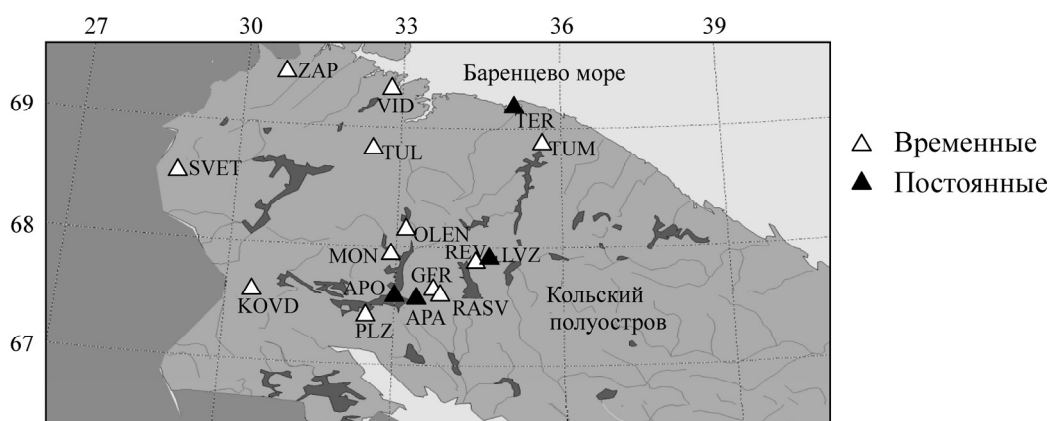 27 30 33 36 39
ZAP
Баренцево море
69
VID
TER
TUL
TUM
Временные
SVET
Постоянные
68
OLEN
MON
REV
LVZ
GFR
APO
KOVD
RASV
Кольский
полуостров
APA
PLZ
67